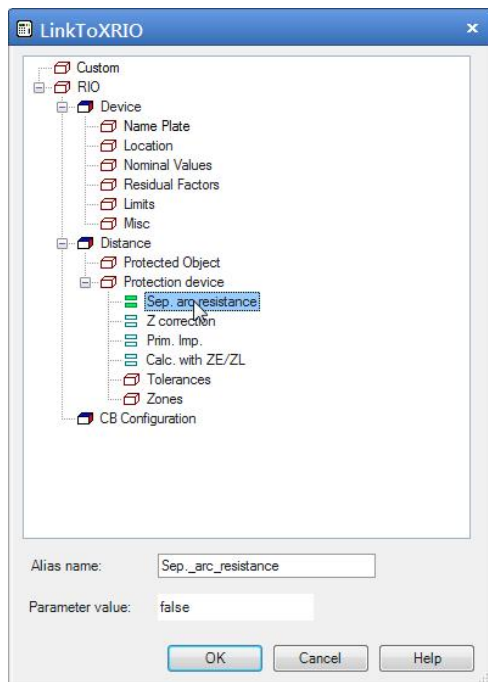 LinkToXRIO
Custom
RIO
Device
Name Plate
Location
Nominal Values
Residual Factors
Limits
Misc
Distance
Protected Object
Protection device
Sep. arc resistance
Z correction
Prim. Imp.
Calc. with ZE/ZL
Tolerances
Zones
CB Configuration
Alias name: Sep._arc_resistance
Parameter value: false
OK Cancel Help